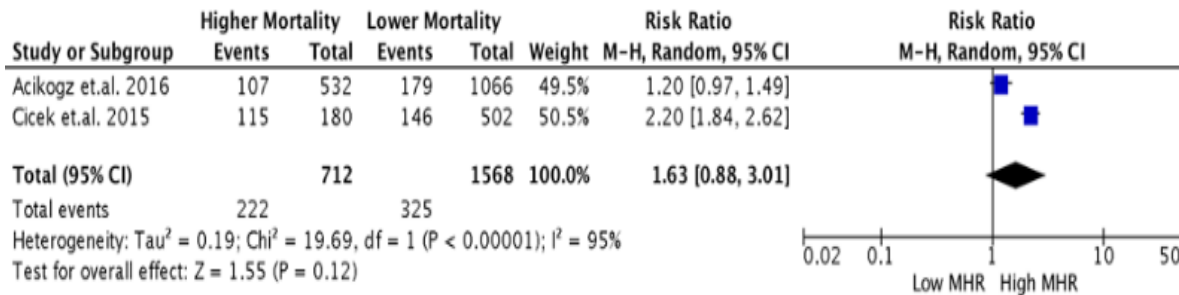 Higher Mortality Lower Mortality Risk Ratio Risk Ratio
Study or Subgroup Events Total Events Total Weight M-H, Random, 95% CI M-H, Random, 95% CI
Acikogz et.al. 2016 107 532 179 1066 49.5% 1.20 [0.97, 1.49]
Cicek et.al. 2015 115 180 146 502 50.5% 2.20 [1.84, 2.62]
Total (95% CI) 712 1568 100.0% 1.63 [0.88, 3.01]
Total events 222 325
Heterogeneity: Tau² = 0.19; Chi² = 19.69, df = 1 (P < 0.00001); I² = 95%
Test for overall effect: Z = 1.55 (P = 0.12)
0.02 0.1 1 10 50
Low MHR High MHR